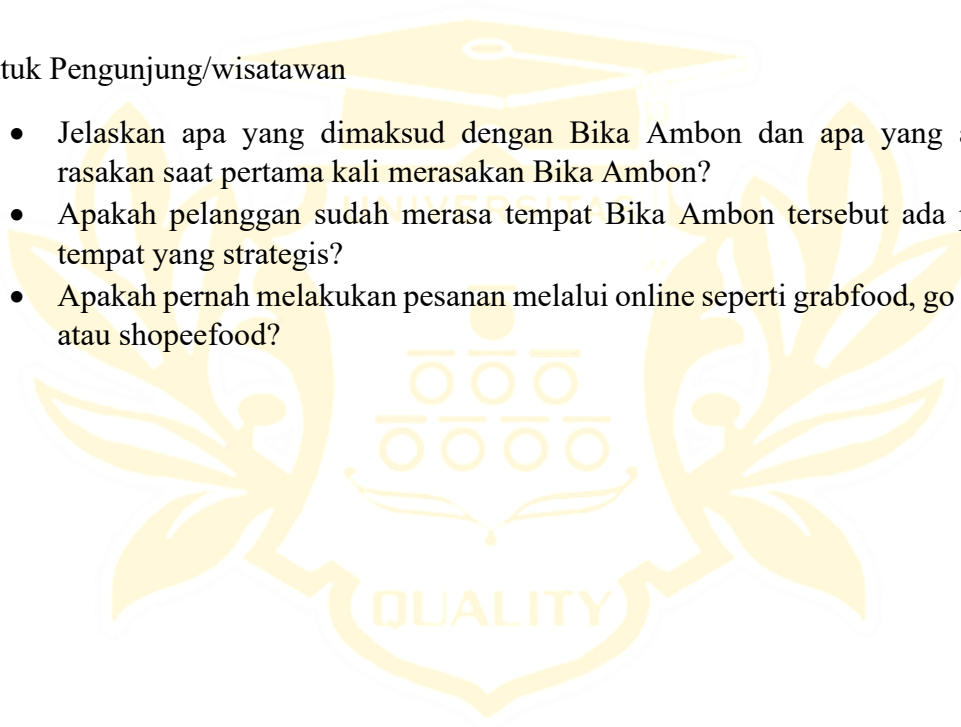 tuk Pengunjung/wisatawan
• Jelaskan apa yang dimaksud dengan Bika Ambon dan apa yang
rasakan saat pertama kali merasakan Bika Ambon?
• Apakah pelanggan sudah merasa tempat Bika Ambon tersebut ada
tempat yang strategis?
• Apakah pernah melakukan pesanan melalui online seperti grabfood, go
atau shopeefood?
UNIVERSITAS
QUALITY